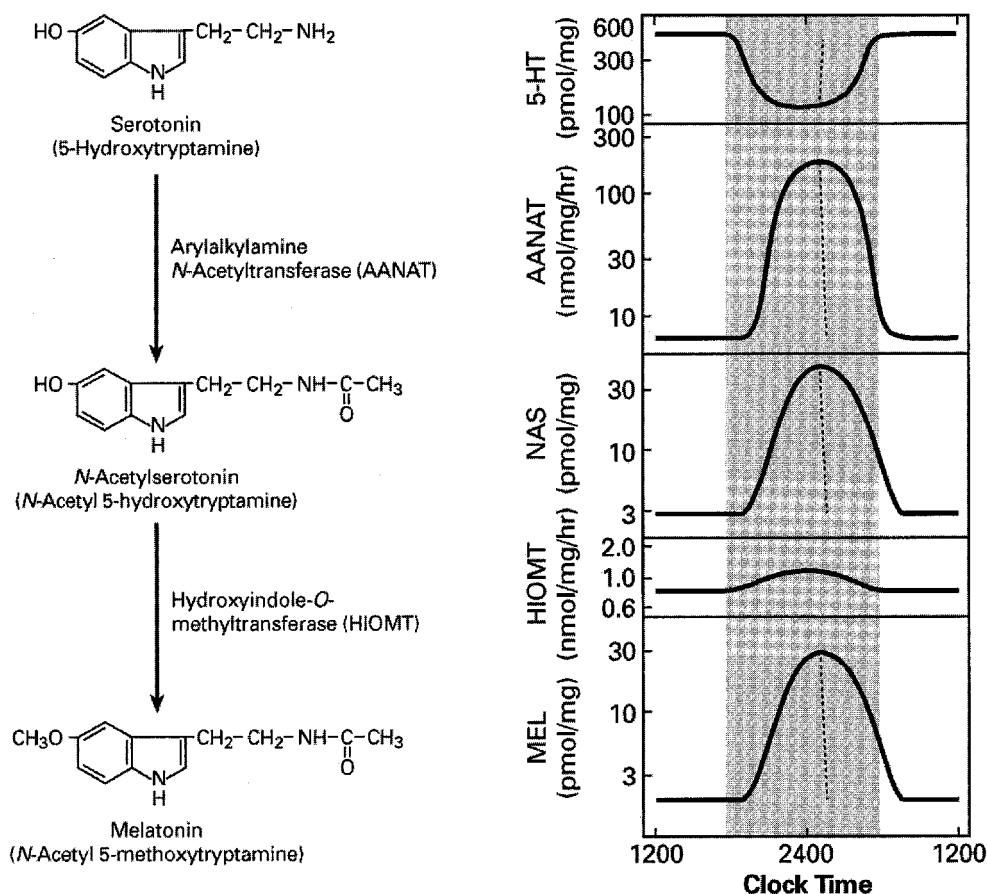 HO
CH2–CH2–NH2
N
H
Serotonin
(5-Hydroxytryptamine)
Arylalkylamine
N-Acetyltransferase (AANAT)
HO
CH2–CH2–NH–C–CH3
O
N
H
N-Acetylserotonin
(N-Acetyl 5-hydroxytryptamine)
Hydroxyindole-O-
methyltransferase (HIOMT)
CH3O
CH2–CH2–NH–C–CH3
O
N
H
Melatonin
(N-Acetyl 5-methoxytryptamine)
5-HT
(pmol/mg)
600
300
100
AANAT
(nmol/mg/hr)
300
100
30
10
NAS
(pmol/mg)
30
10
3
HIOMT
(nmol/mg/hr)
2.0
1.0
0.6
MEL
(pmol/mg)
30
10
3
1200
2400
1200
Clock Time